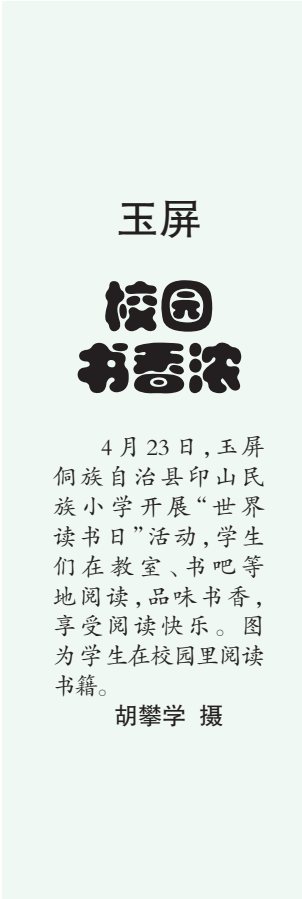 玉屏
校园
书香浓
4月23日，玉屏
侗族自治县印山民
族小学开展“世界
读书日”活动，学生
们在教室、书吧等
地阅读，品味书香，
享受阅读快乐。图
为学生在校园里阅读
书籍。
胡攀学 摄